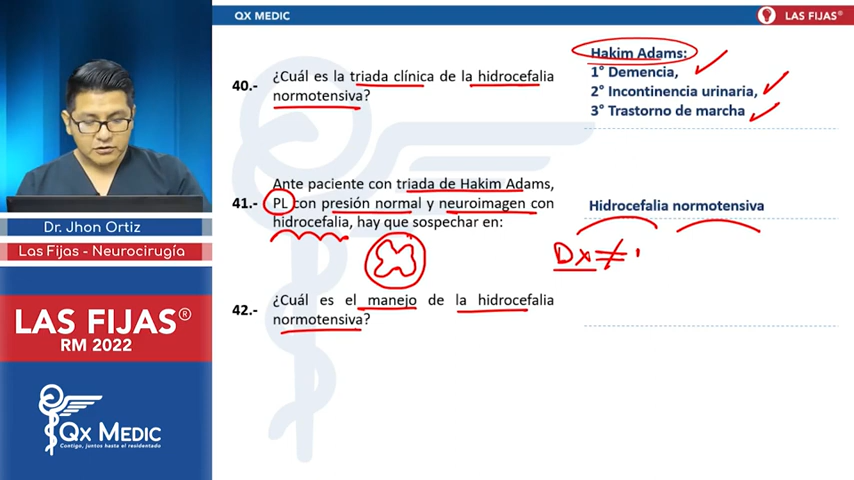 QX MEDIC
LAS FIJAS®
40.-
¿Cuál es la triada clínica de la hidrocefalia
normotensiva?
Hakim Adams:
1° Demencia,
2° Incontinencia urinaria,
3° Trastorno de marcha
41.-
Ante paciente con triada de Hakim Adams,
PL con presión normal y neuroimagen con
hidrocefalia, hay que sospechar en:
Hidrocefalia normotensiva
Dx ≠
42.-
¿Cuál es el manejo de la hidrocefalia
normotensiva?
Dr. Jhon Ortiz
Las Fijas - Neurocirugía
LAS FIJAS®
RM 2022
QX MEDIC
Contigo, juntos hasta el residentado